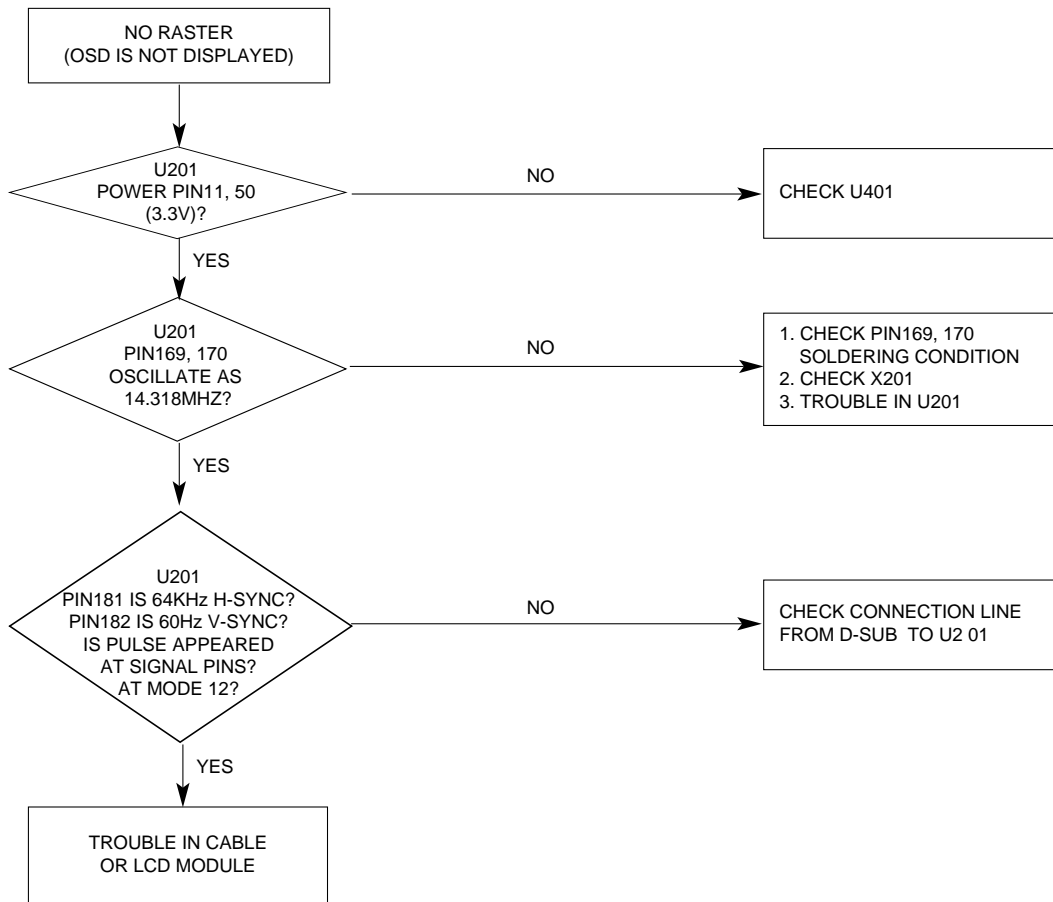 NO RASTER
(OSD IS NOT DISPLAYED)
U201
POWER PIN11, 50
(3.3V)?
NO
CHECK U401
YES
U201
PIN169, 170
OSCILLATE AS
14.318MHZ?
NO
1. CHECK PIN169, 170
SOLDERING CONDITION
2. CHECK X201
3. TROUBLE IN U201
YES
U201
PIN181 IS 64KHz H-SYNC?
PIN182 IS 60Hz V-SYNC?
IS PULSE APPEARED
AT SIGNAL PINS?
AT MODE 12?
NO
CHECK CONNECTION LINE
FROM D-SUB TO U2 01
YES
TROUBLE IN CABLE
OR LCD MODULE